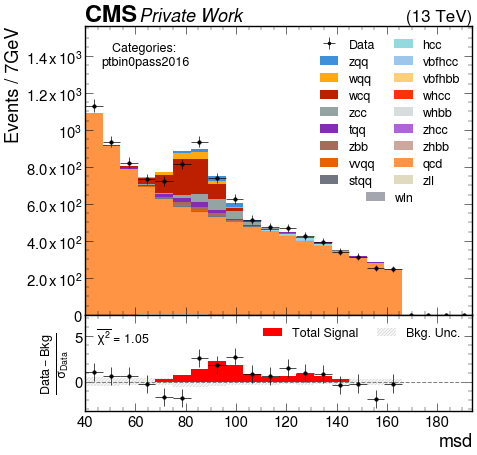 CMS Private Work (13 TeV)
Events / 7GeV
1.4 x 10³
1.2 x 10³
10³
8.0 x 10²
6.0 x 10²
4.0 x 10²
2.0 x 10²
0
Categories:
ptbin0pass2016
Data
zqq
wqq
wcq
zcc
tqq
zbb
vvqq
stqq
hcc
vbfhcc
vbfhbb
whcc
whbb
zhcc
zhbb
qcd
zll
wln
Data − Bkg
σData
5
0
χ² = 1.05
Total Signal
Bkg. Unc.
40 60 80 100 120 140 160 180
msd